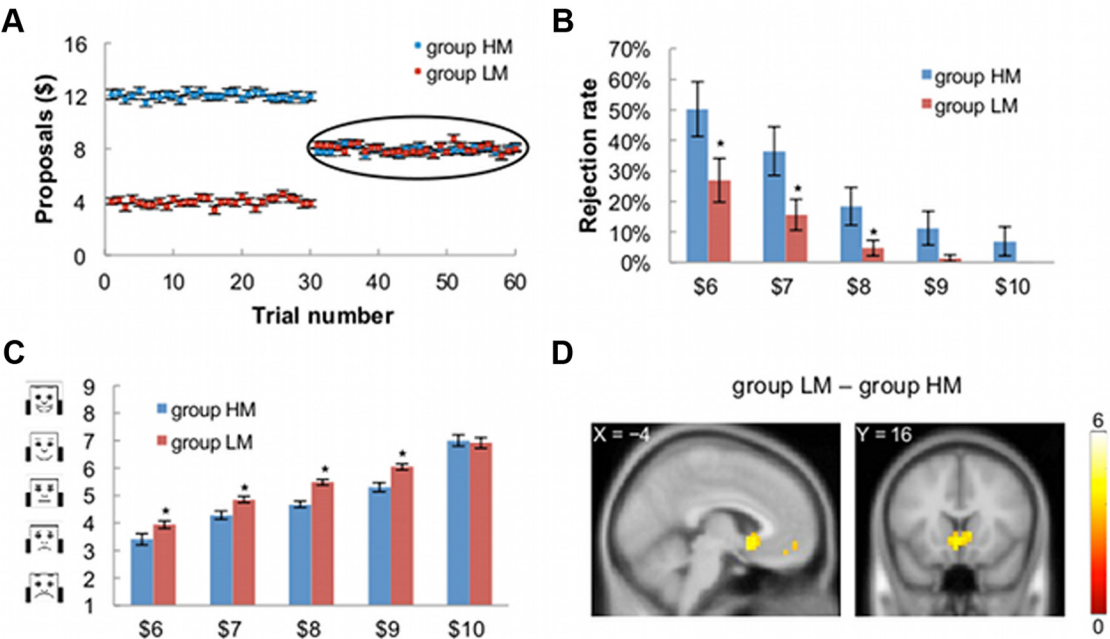 A
16
12
8
4
0
Proposals ($)
group HM
group LM
0 10 20 30 40 50 60
Trial number
B
70%
60%
50%
40%
30%
20%
10%
0%
Rejection rate
group HM
group LM
* * *
$6 $7 $8 $9 $10
C
9
8
7
6
5
4
3
2
1
group HM
group LM
* * * *
$6 $7 $8 $9 $10
D
group LM – group HM
X = −4
Y = 16
6
0